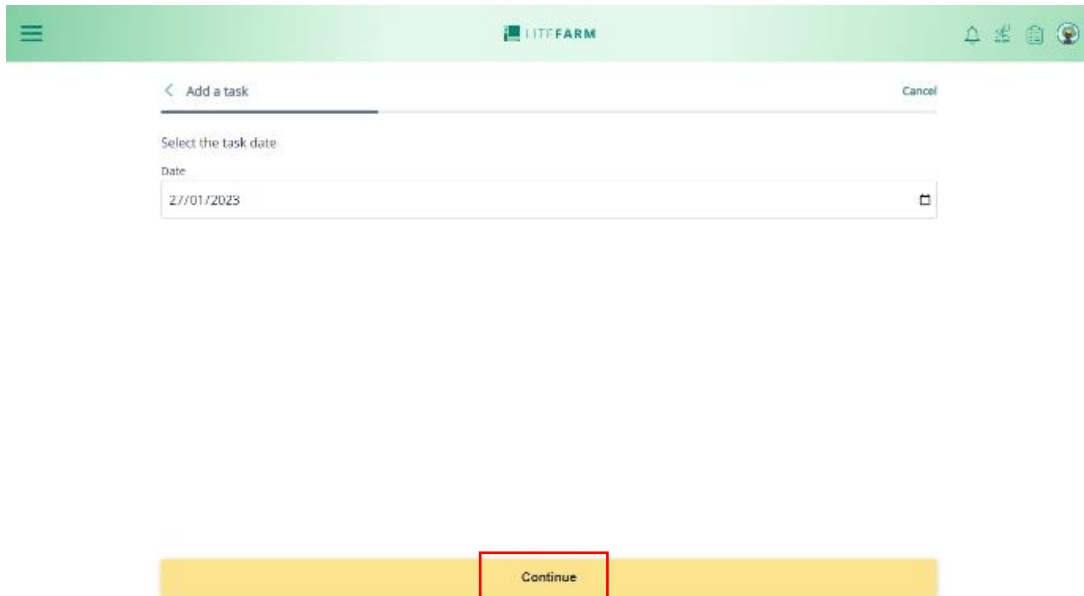 LITEFARM
Add a task
Cancel
Select the task date
Date
27/01/2023
Continue